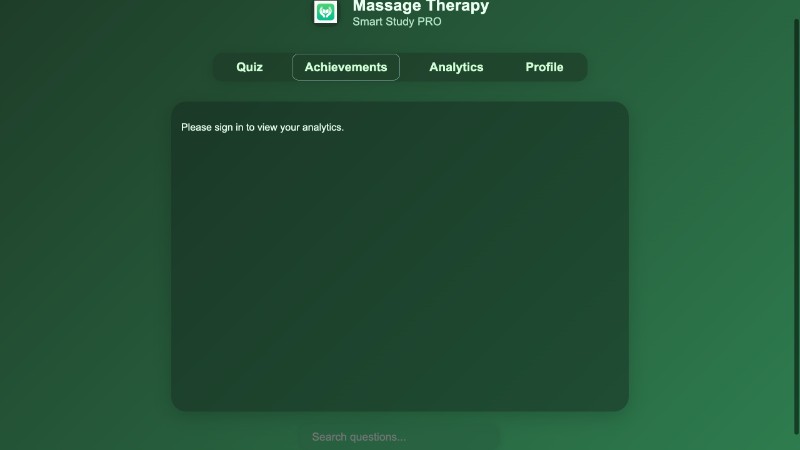 Massage Therapy
Smart Study PRO
Quiz Achievements Analytics Profile
Please sign in to view your analytics.
Search questions...